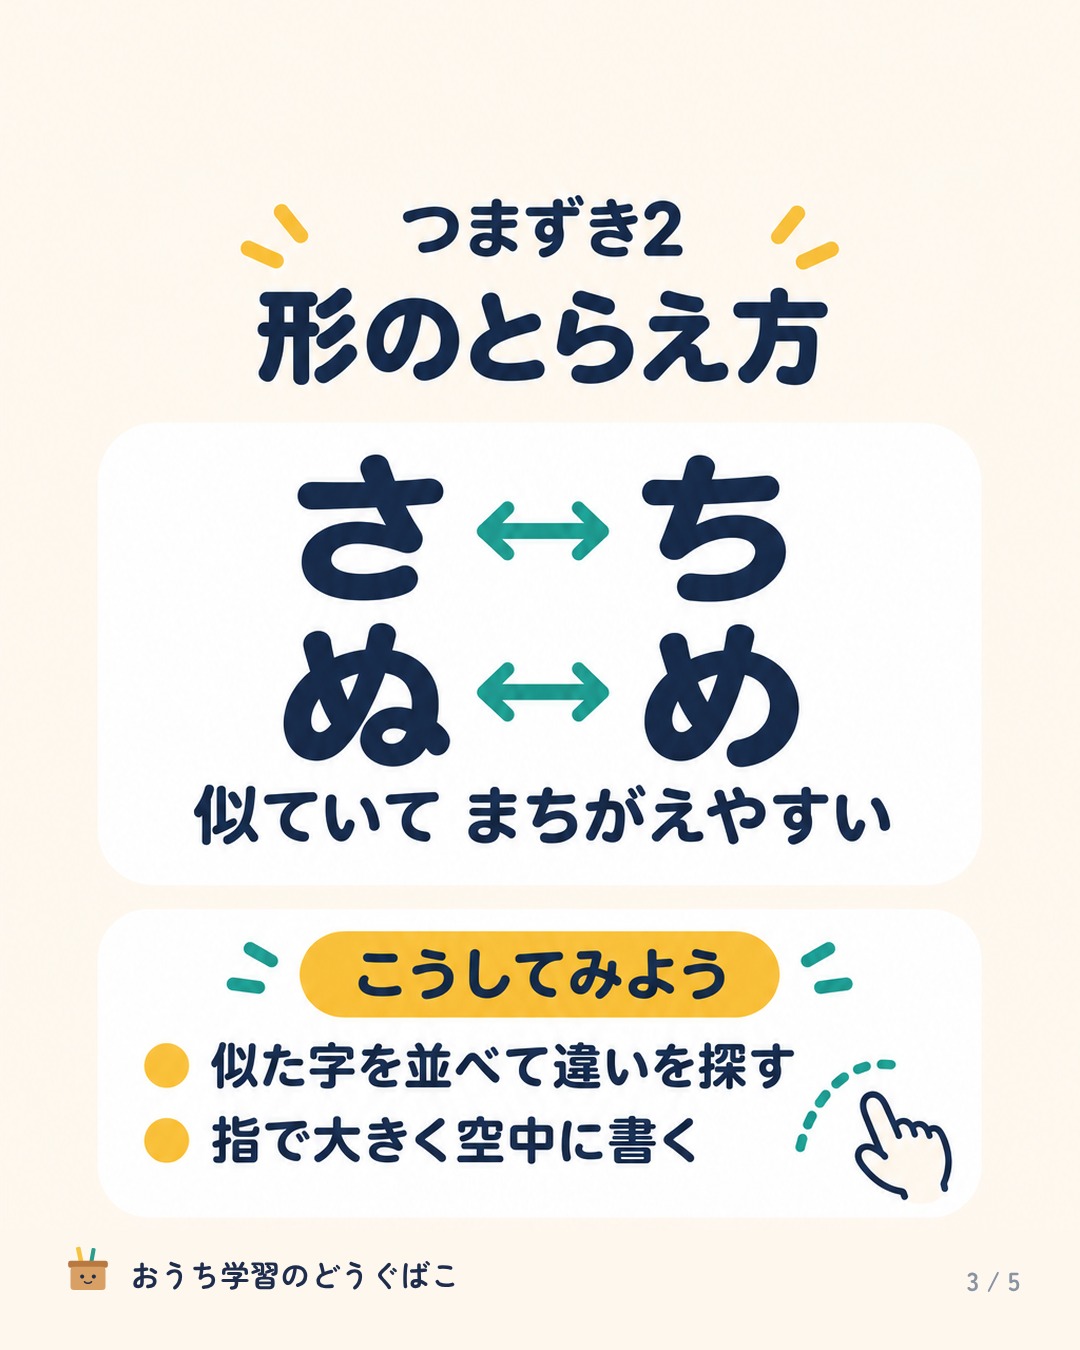 つまずき2
形のとらえ方
さ ↔ ち
ぬ ↔ め
似ていて まちがえやすい
こうしてみよう
似た字を並べて違いを探す
指で大きく空中に書く
おうち学習のどうぐばこ
3 / 5